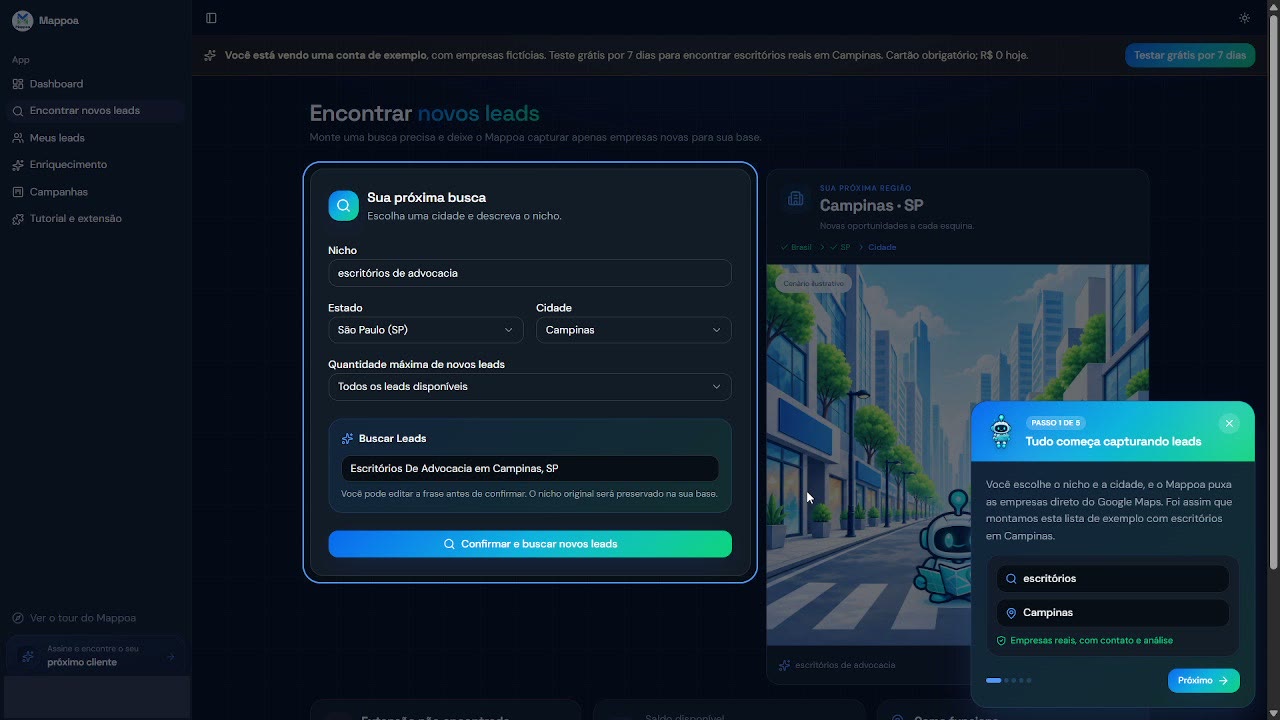 Mappoa
App
Dashboard
Encontrar novos leads
Meus leads
Enriquecimento
Campanhas
Tutorial e extensão
Ver o tour do Mappoa
Assine e encontre o seu
próximo cliente
Você está vendo uma conta de exemplo, com empresas fictícias. Teste grátis por 7 dias para encontrar escritórios reais em Campinas. Cartão obrigatório; R$ 0 hoje.
Testar grátis por 7 dias
Encontrar novos leads
Monte uma busca precisa e deixe o Mappoa capturar apenas empresas novas para sua base.
Sua próxima busca
Escolha uma cidade e descreva o nicho.
Nicho
escritórios de advocacia
Estado
Cidade
São Paulo (SP)
Campinas
Quantidade máxima de novos leads
Todos os leads disponíveis
Buscar Leads
Escritórios De Advocacia em Campinas, SP
Você pode editar a frase antes de confirmar. O nicho original será preservado na sua base.
Confirmar e buscar novos leads
SUA PRÓXIMA REGIÃO
Campinas · SP
Novas oportunidades a cada esquina.
Brasil > SP > Cidade
Cenário ilustrativo
escritórios de advocacia
PASSO 1 DE 5
Tudo começa capturando leads
Você escolhe o nicho e a cidade, e o Mappoa puxa
as empresas direto do Google Maps. Foi assim que
montamos esta lista de exemplo com escritórios
em Campinas.
escritórios
Campinas
Empresas reais, com contato e análise
Próximo
Extensão não encontrada
Saldo disponível
Como funciona